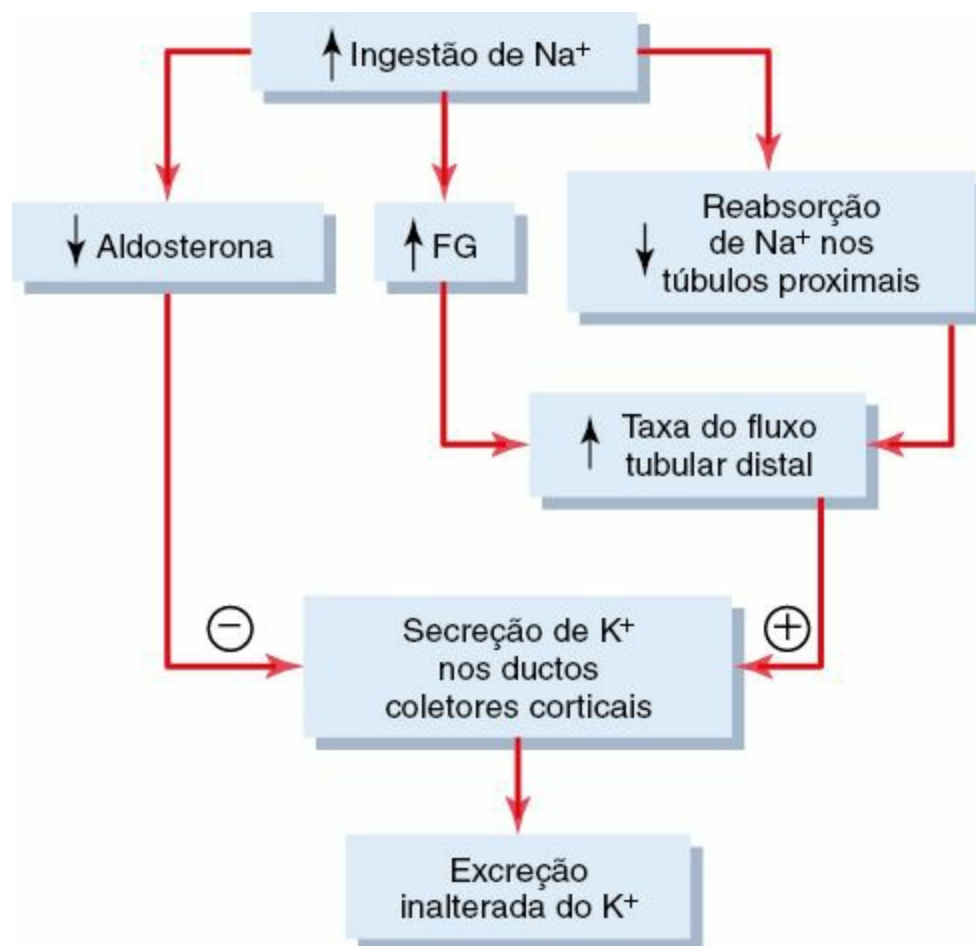 ↑ Ingestão de Na⁺
↓ Aldosterona
↑ FG
Reabsorção
↓ de Na⁺ nos
túbulos proximais
↑ Taxa do fluxo
tubular distal
−
+
Secreção de K⁺
nos ductos
coletores corticais
Excreção
inalterada do K⁺